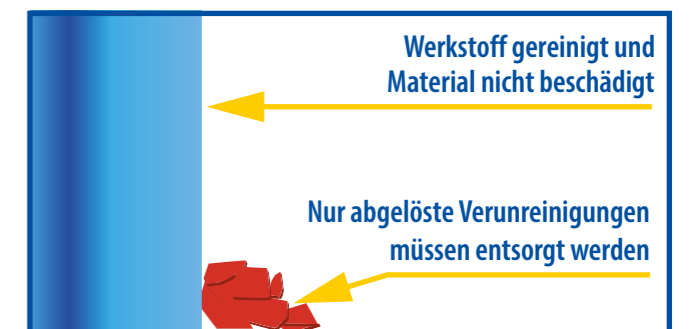 Werkstoff gereinigt und
Material nicht beschädigt
Nur abgelöste Verunreinigungen
müssen entsorgt werden